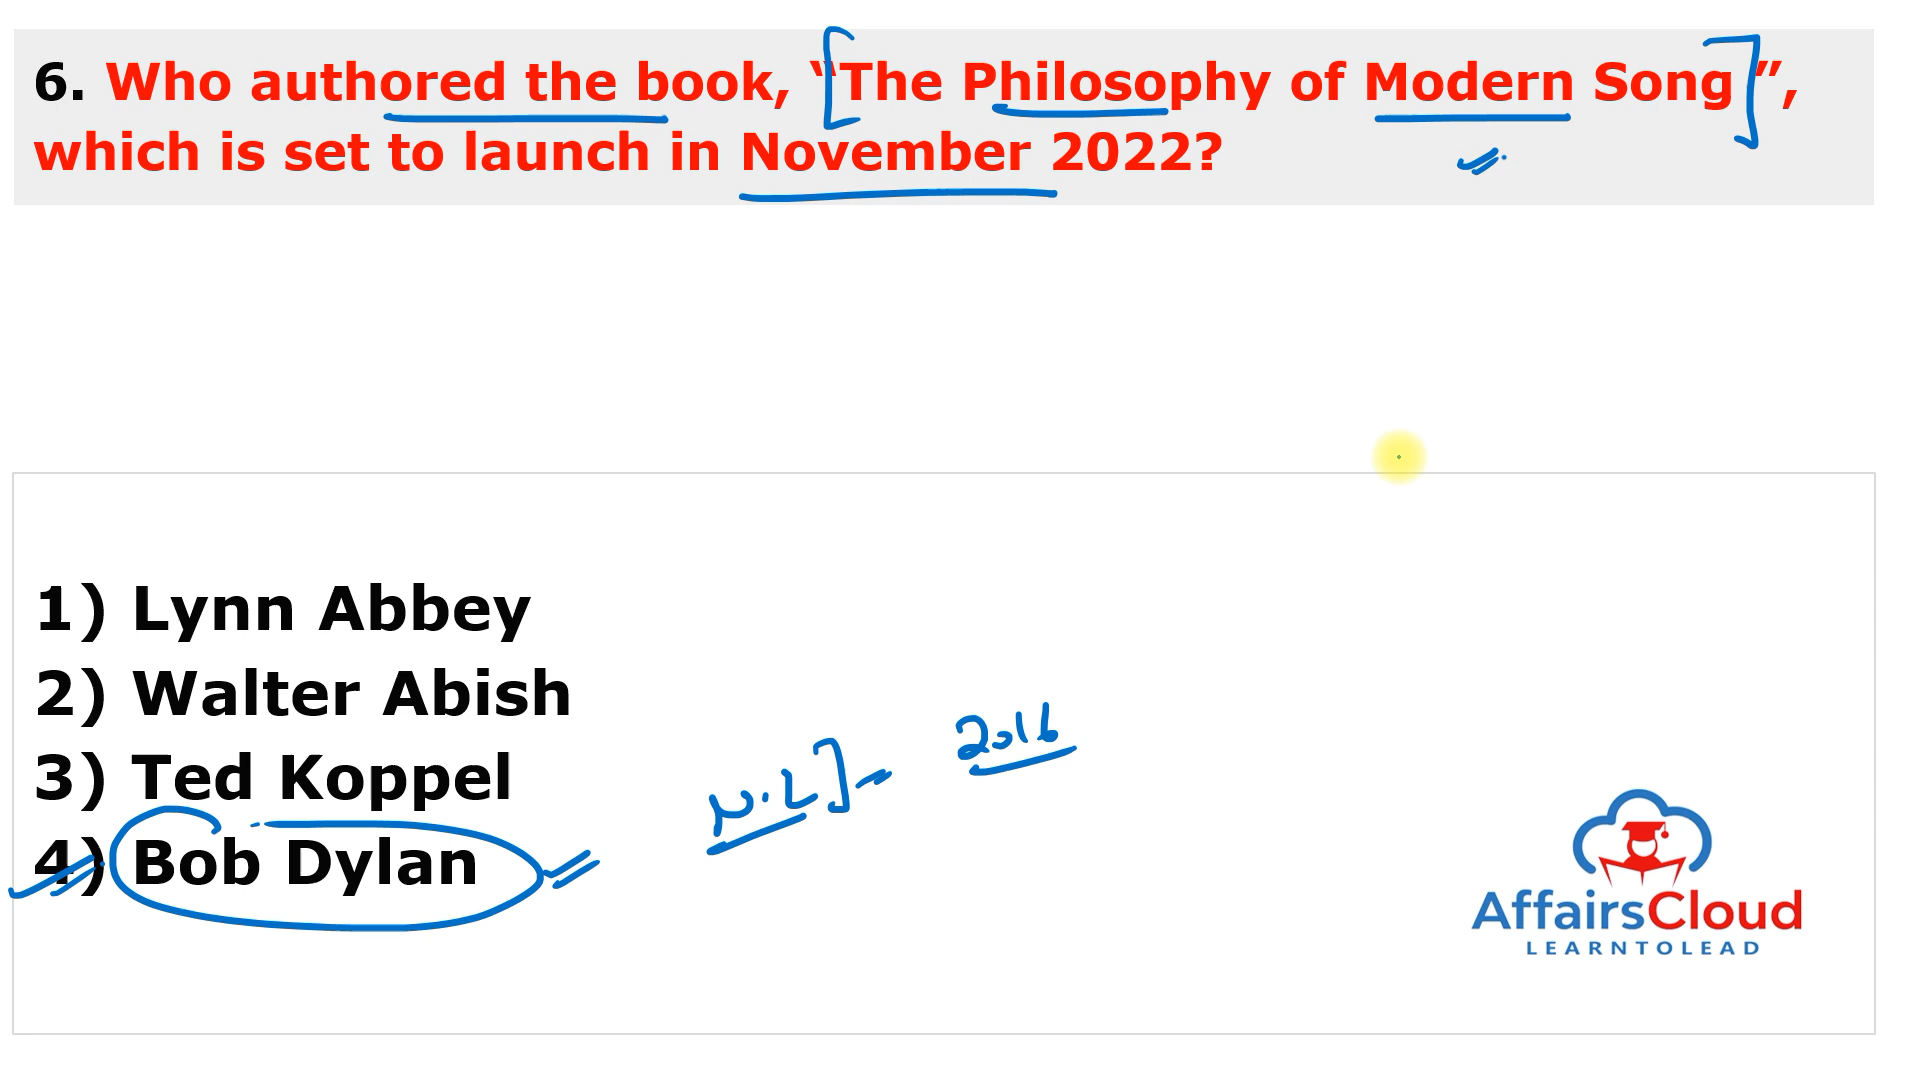 6. Who authored the book, “The Philosophy of Modern Song”,
which is set to launch in November 2022?
1) Lynn Abbey
2) Walter Abish
3) Ted Koppel
4) Bob Dylan
N.L] - 2016
AffairsCloud
LEARNTOLEAD